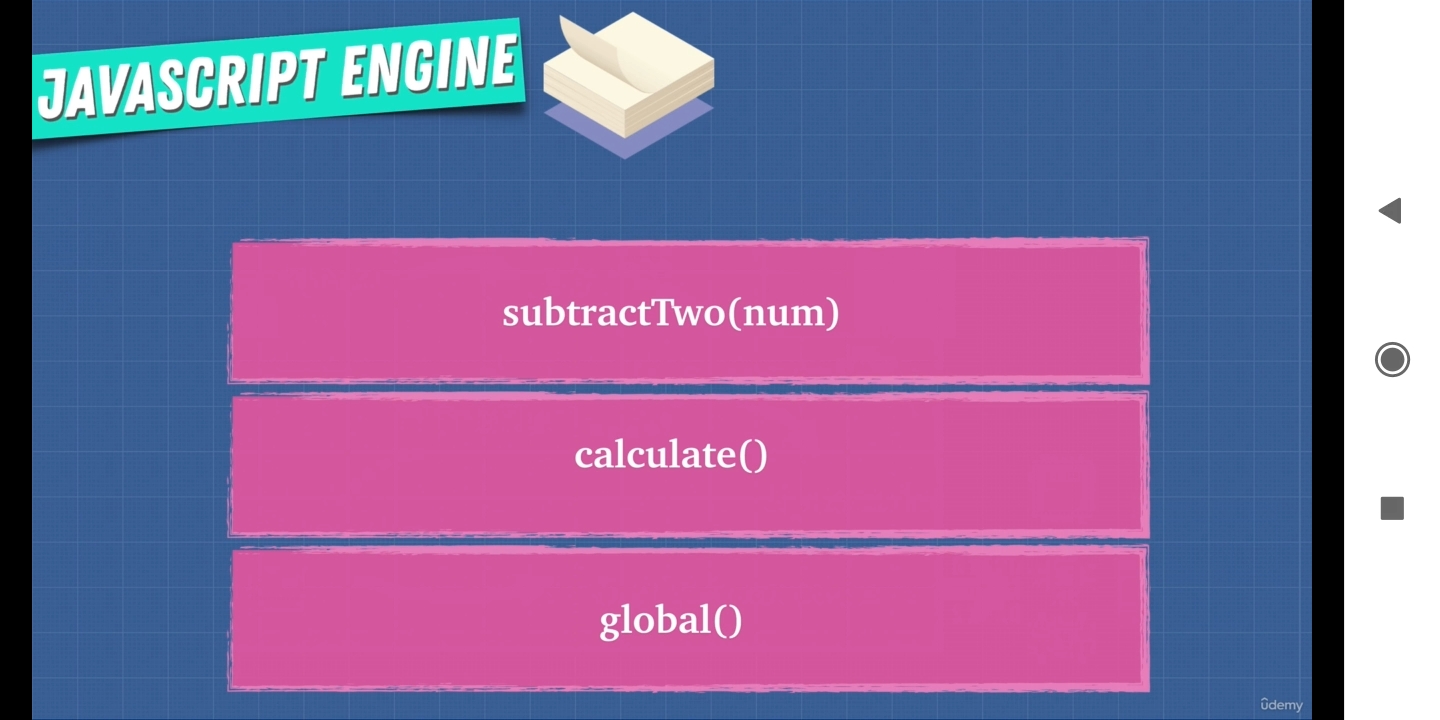 JAVASCRIPT ENGINE
subtractTwo(num)
calculate()
global()
ûdemy